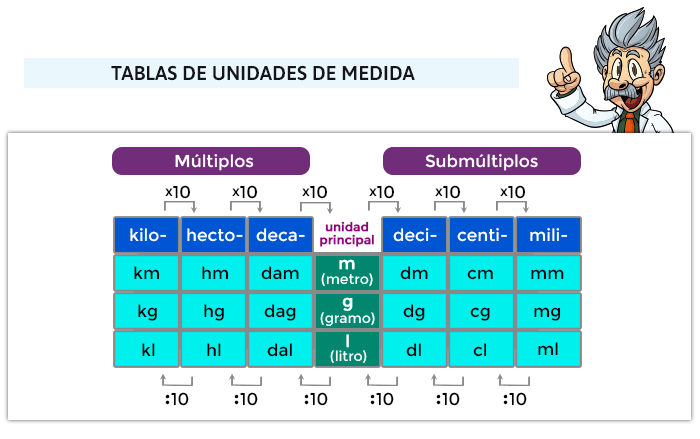 TABLAS DE UNIDADES DE MEDIDA
Múltiplos Submúltiplos
x10 x10 x10 x10 x10 x10
kilo- hecto- deca- unidad principal deci- centi- mili-
km hm dam m (metro) dm cm mm
kg hg dag g (gramo) dg cg mg
kl hl dal l (litro) dl cl ml
:10 :10 :10 :10 :10 :10